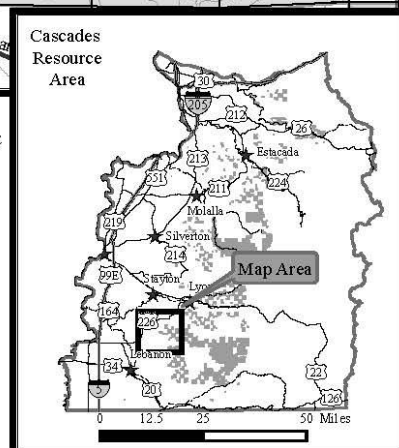 Cascades
Resource
Area
30
205
212
26
213
Estacada
551
224
211
Molalla
219
Silverton
214
Map Area
99E
Stayton
Lyo
164
226
Lebanon
34
22
20
5
126
0 12.5 25 50 Miles